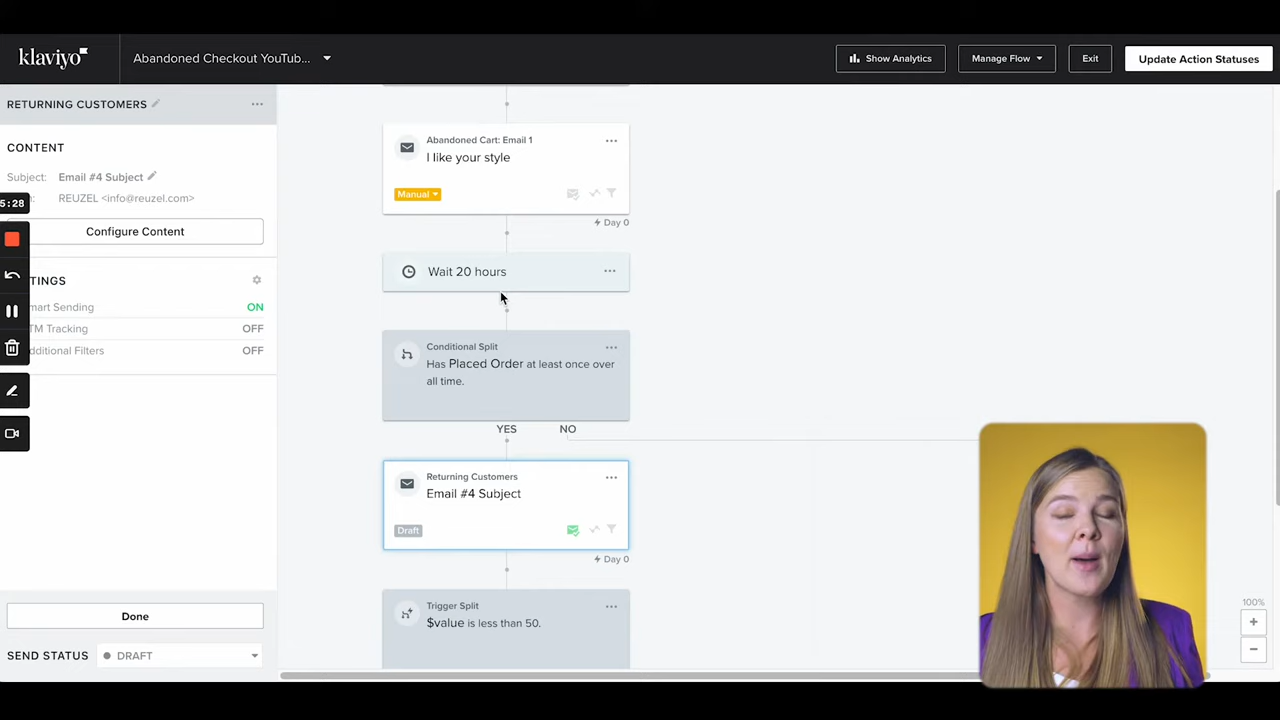 klaviyo
Abandoned Checkout YouTub...
Show Analytics
Manage Flow
Exit
Update Action Statuses
RETURNING CUSTOMERS
CONTENT
Subject: Email #4 Subject
REUZEL <info@reuzel.com>
5:28
Configure Content
TINGS
mart Sending ON
TM Tracking OFF
dditional Filters OFF
Done
SEND STATUS DRAFT
Abandoned Cart: Email 1
I like your style
Manual
Day 0
Wait 20 hours
Conditional Split
Has Placed Order at least once over
all time.
YES NO
Returning Customers
Email #4 Subject
Draft
Day 0
Trigger Split
$value is less than 50.
100%